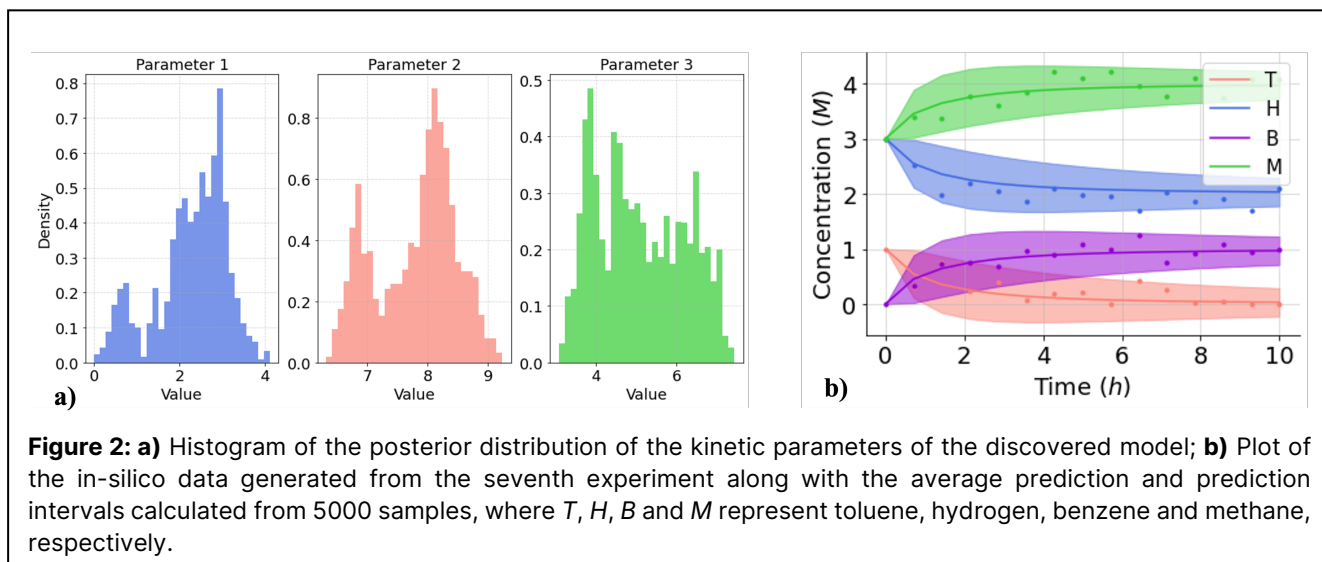 Parameter 1 Parameter 2 Parameter 3
0.8
0.7
0.6
0.5
0.4
0.3
0.2
0.1
0.0
Density
0 2 4
Value
a)
0.8
0.6
0.4
0.2
0.0
7 8 9
Value
0.5
0.4
0.3
0.2
0.1
0.0
4 6
Value
Concentration (M)
4
3
2
1
0
T
H
B
M
0 2 4 6 8 10
Time (h)
b)
Figure 2: a) Histogram of the posterior distribution of the kinetic parameters of the discovered model; b) Plot of
the in-silico data generated from the seventh experiment along with the average prediction and prediction
intervals calculated from 5000 samples, where T, H, B and M represent toluene, hydrogen, benzene and methane,
respectively.